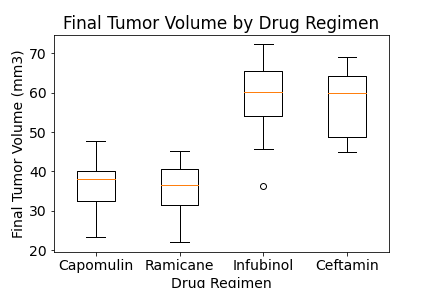 Final Tumor Volume by Drug Regimen
Final Tumor Volume (mm3)
70
60
50
40
30
20
Capomulin Ramicane Infubinol Ceftamin
Drug Regimen